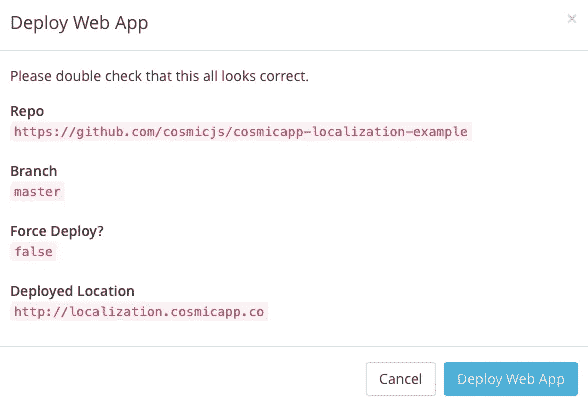 Deploy Web App
×
Please double check that this all looks correct.
Repo
https://github.com/cosmicjs/cosmicapp-localization-example
Branch
master
Force Deploy?
false
Deployed Location
http://localization.cosmicapp.co
Cancel
Deploy Web App